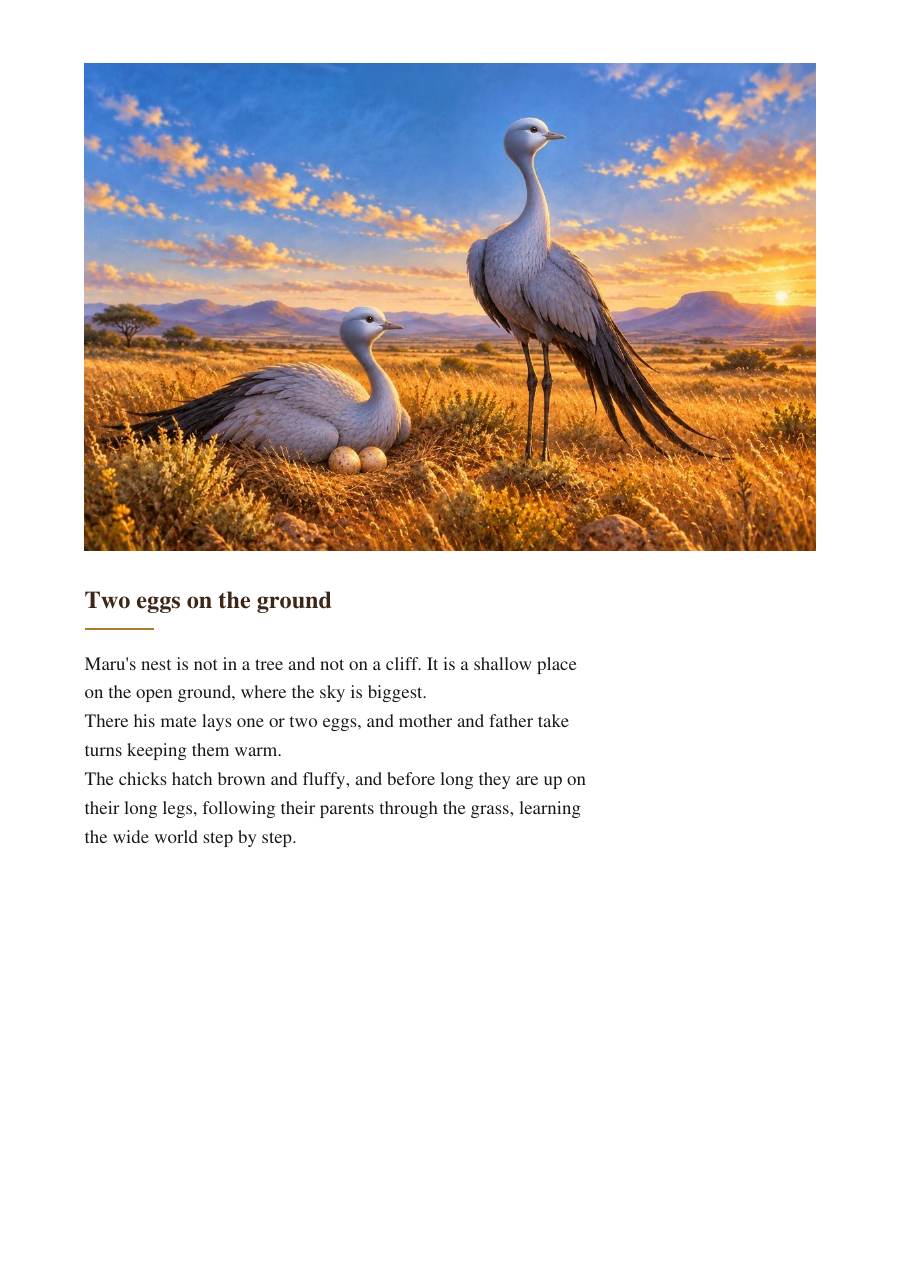 Two eggs on the ground
Maru's nest is not in a tree and not on a cliff. It is a shallow place
on the open ground, where the sky is biggest.
There his mate lays one or two eggs, and mother and father take
turns keeping them warm.
The chicks hatch brown and fluffy, and before long they are up on
their long legs, following their parents through the grass, learning
the wide world step by step.